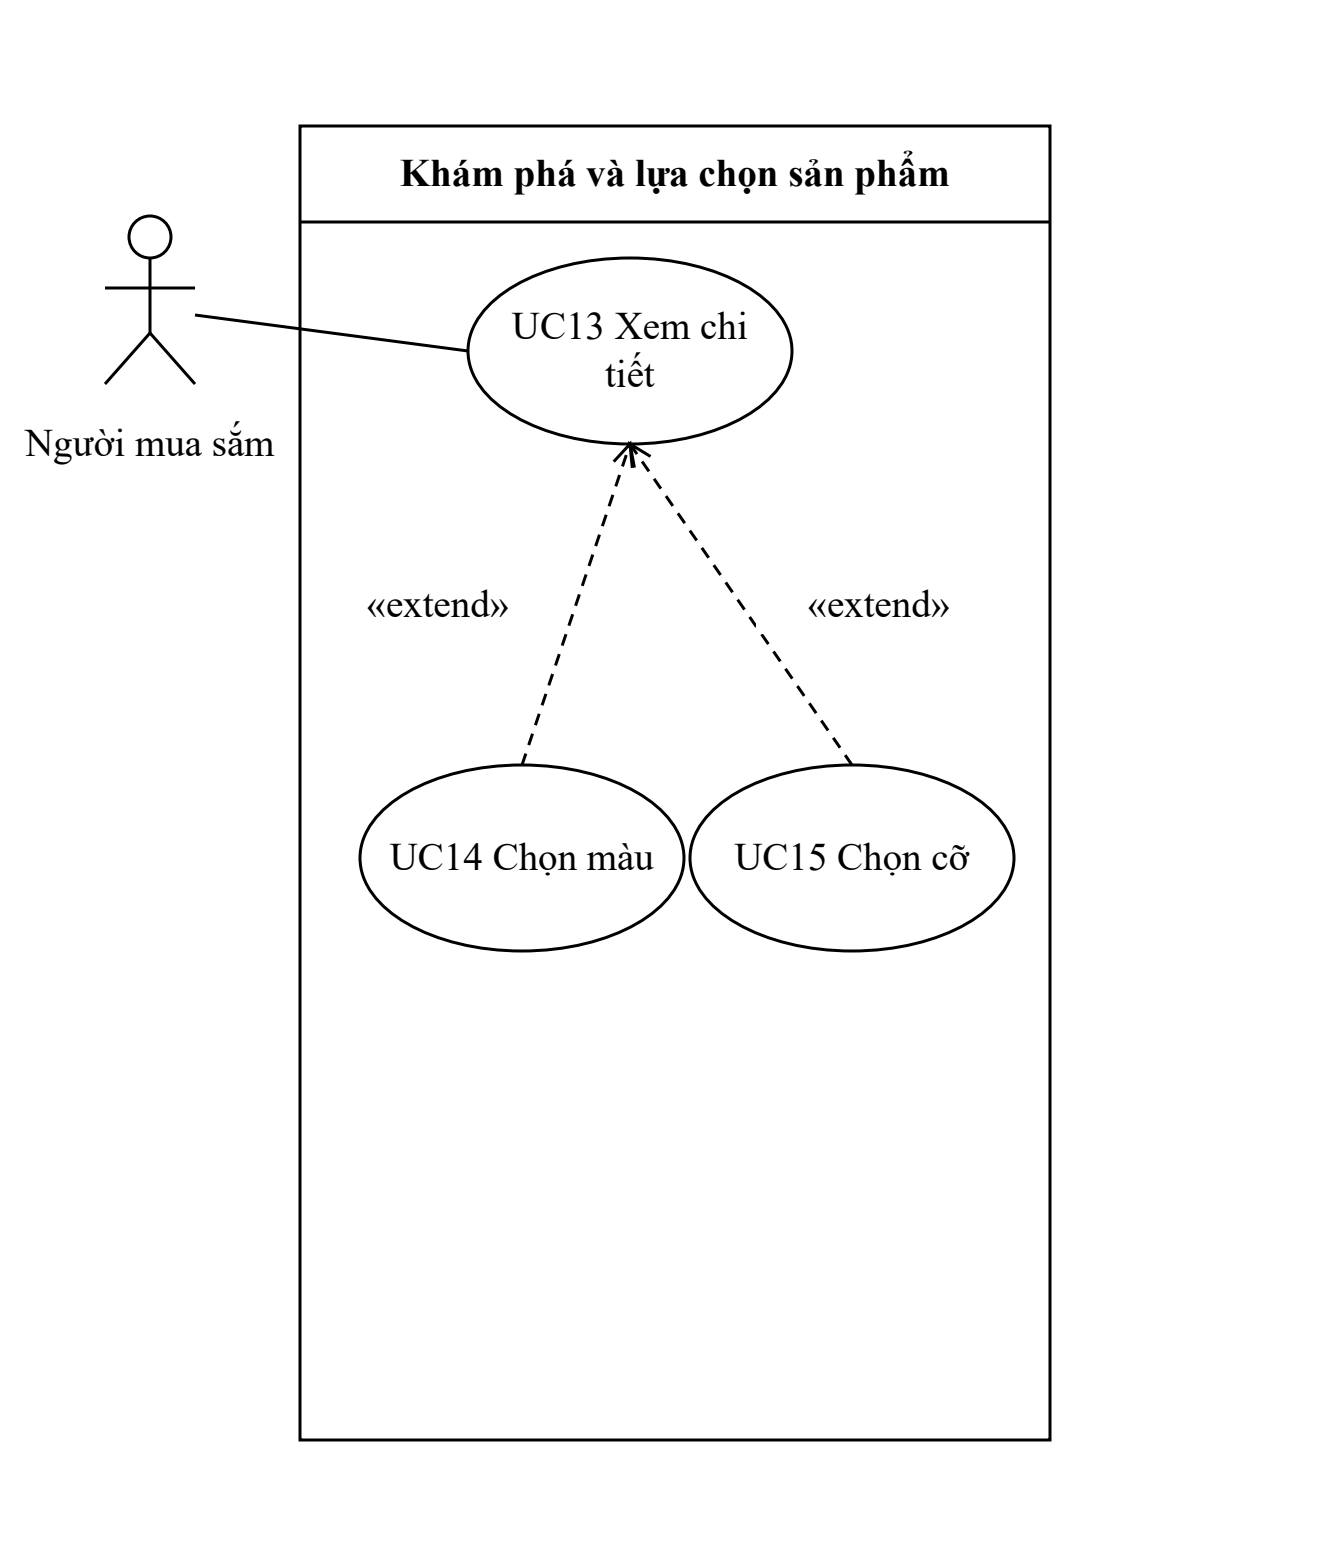 Khám phá và lựa chọn sản phẩm
UC13 Xem chi
tiết
Người mua sắm
«extend»
«extend»
UC14 Chọn màu
UC15 Chọn cỡ